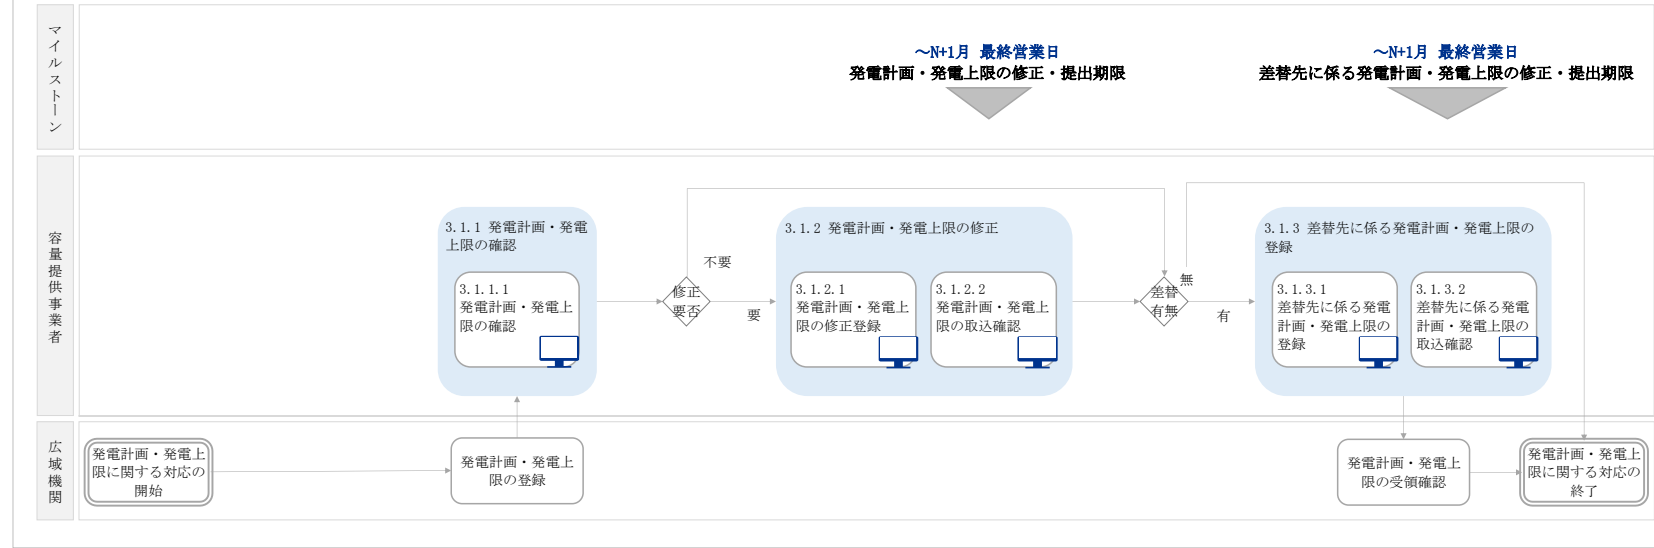 マイルストーン
～N+1月 最終営業日
発電計画・発電上限の修正・提出期限
～N+1月 最終営業日
差替先に係る発電計画・発電上限の修正・提出期限
容量提供事業者
3.1.1 発電計画・発電
上限の確認
3.1.1.1
発電計画・発電上
限の確認
修正
要否
不要
要
3.1.2 発電計画・発電上限の修正
3.1.2.1
発電計画・発電上
限の修正登録
3.1.2.2
発電計画・発電上
限の取込確認
差替
有無
無
有
3.1.3 差替先に係る発電計画・発電上限の
登録
3.1.3.1
差替先に係る発電
計画・発電上限の
登録
3.1.3.2
差替先に係る発電
計画・発電上限の
取込確認
広域機関
発電計画・発電上
限に関する対応の
開始
発電計画・発電上
限の登録
発電計画・発電上
限の受領確認
発電計画・発電上
限に関する対応の
終了